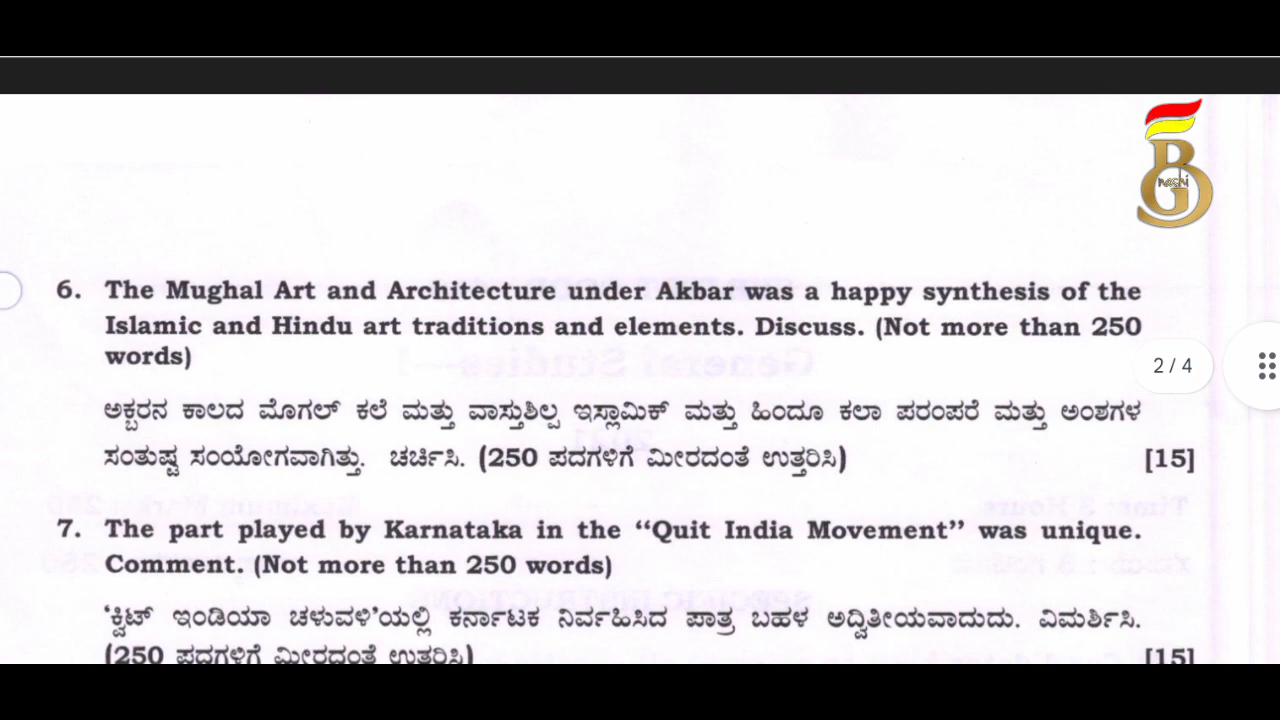 6. The Mughal Art and Architecture under Akbar was a happy synthesis of the
Islamic and Hindu art traditions and elements. Discuss. (Not more than 250
words)
2 / 4
ಅಕ್ಬರನ ಕಾಲದ ಮೊಗಲ್ ಕಲೆ ಮತ್ತು ವಾಸ್ತುಶಿಲ್ಪ ಇಸ್ಲಾಮಿಕ್ ಮತ್ತು ಹಿಂದೂ ಕಲಾ ಪರಂಪರೆ ಮತ್ತು ಅಂಶಗಳ
ಸಂತುಷ್ಟ ಸಂಯೋಗವಾಗಿತ್ತು. ಚರ್ಚಿಸಿ. (250 ಪದಗಳಿಗೆ ಮೀರದಂತೆ ಉತ್ತರಿಸಿ) [15]
7. The part played by Karnataka in the “Quit India Movement” was unique.
Comment. (Not more than 250 words)
‘ಕ್ವಿಟ್ ಇಂಡಿಯಾ ಚಳುವಳಿ’ಯಲ್ಲಿ ಕರ್ನಾಟಕ ನಿರ್ವಹಿಸಿದ ಪಾತ್ರ ಬಹಳ ಅದ್ವಿತೀಯವಾದುದು. ವಿಮರ್ಶಿಸಿ.
(250 ಪದಗಳಿಗೆ ಮೀರದಂತೆ ಉತ್ತರಿಸಿ) [15]